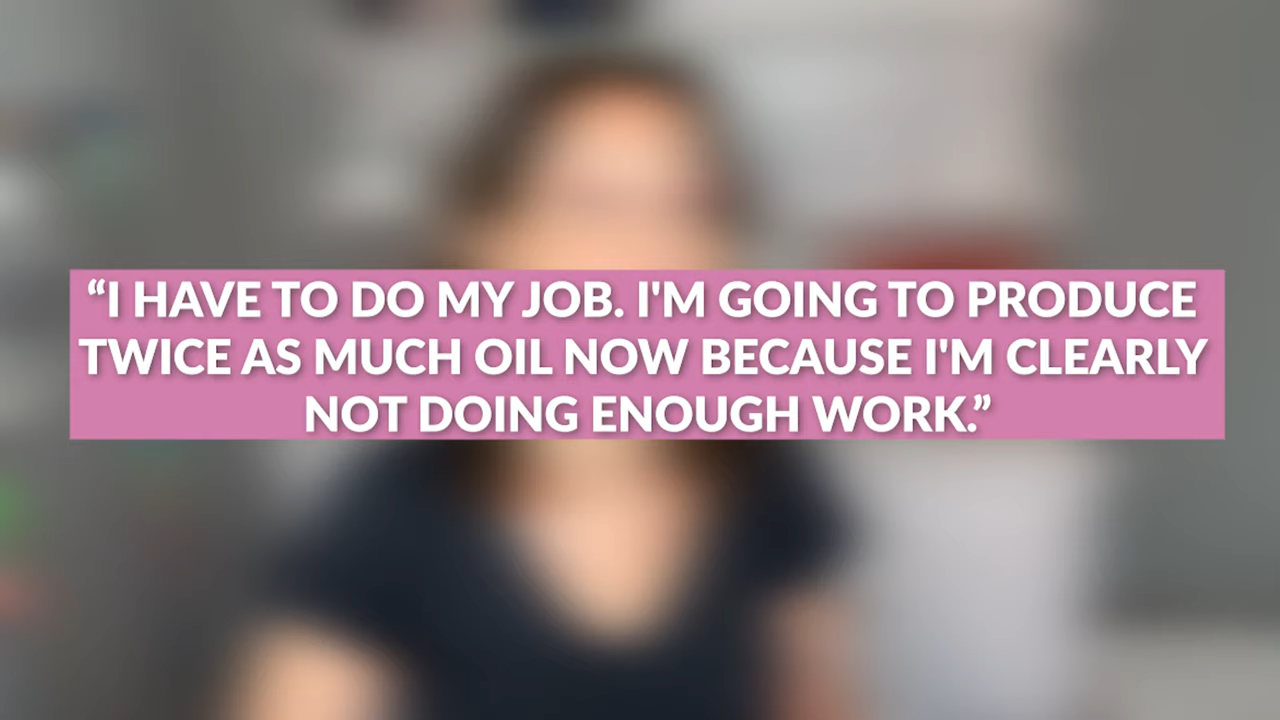 “I HAVE TO DO MY JOB. I'M GOING TO PRODUCE
TWICE AS MUCH OIL NOW BECAUSE I'M CLEARLY
NOT DOING ENOUGH WORK.”